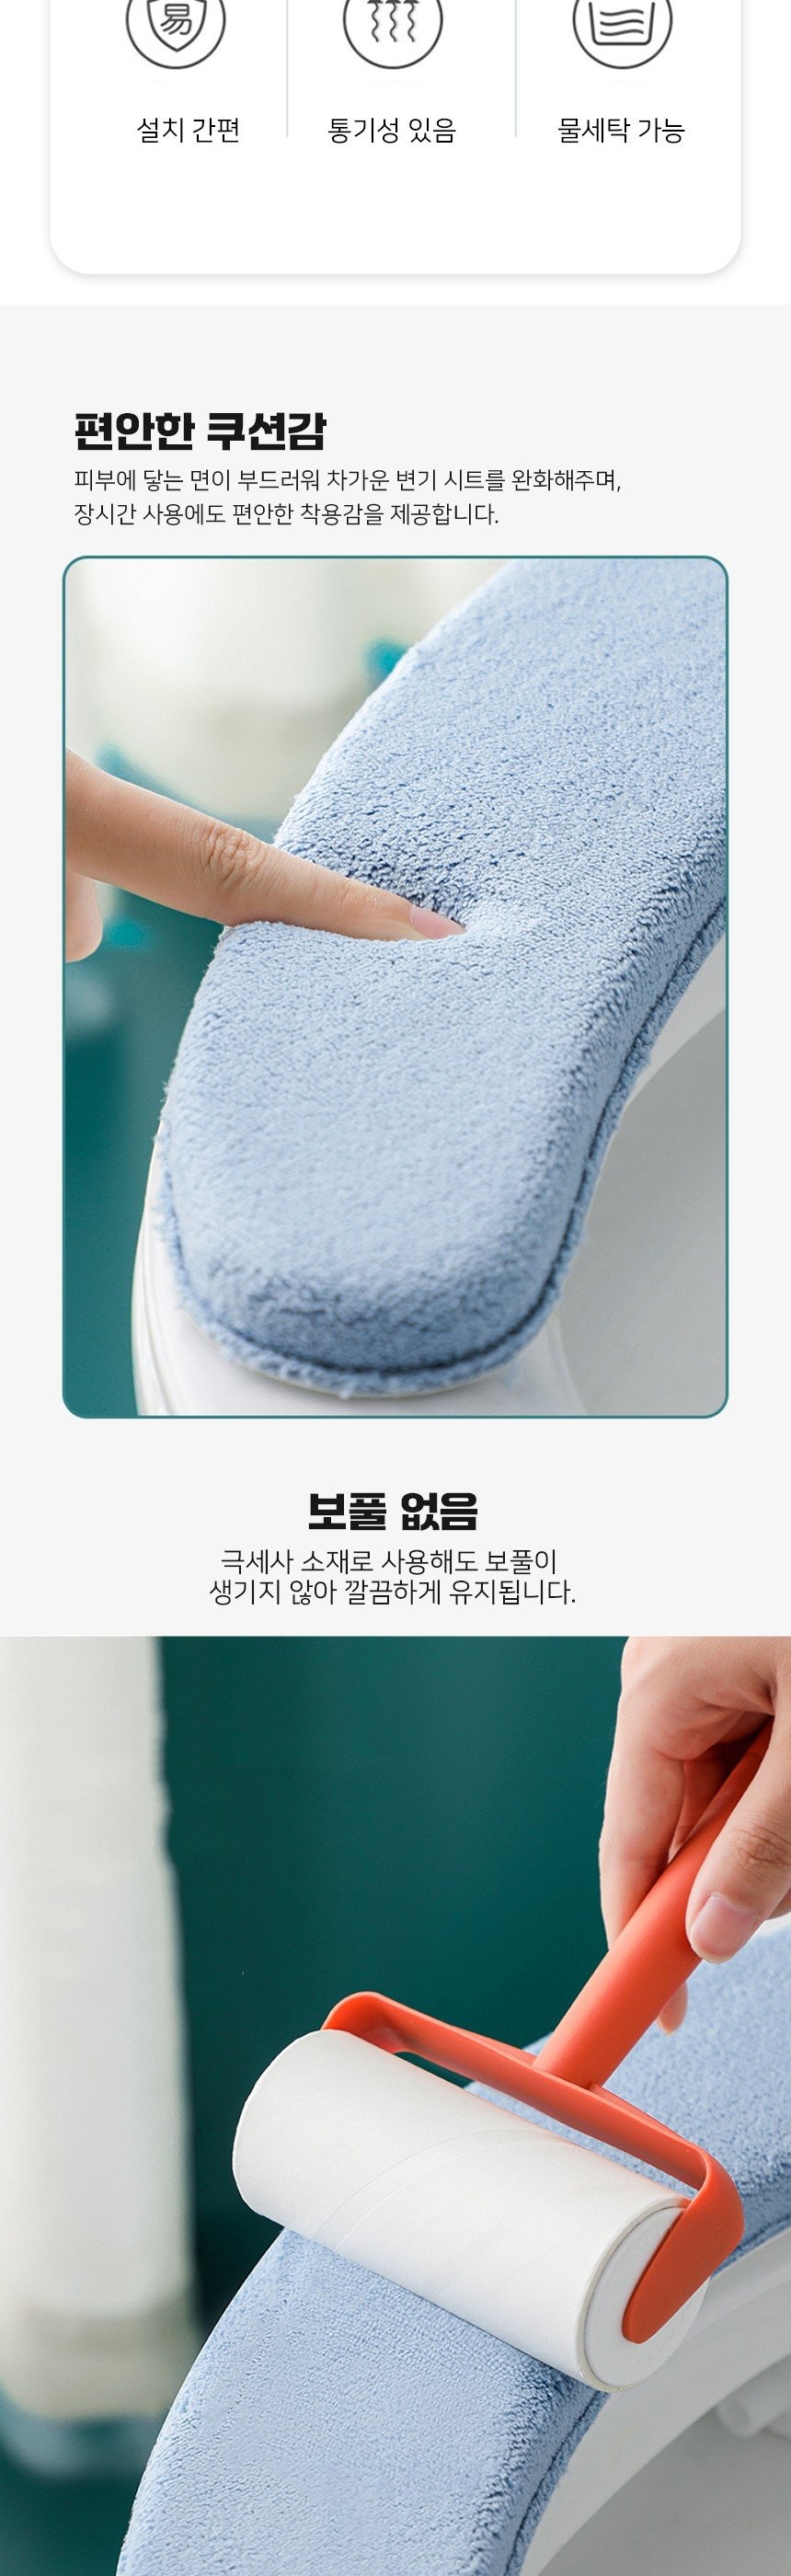 易
설치 간편
통기성 있음
물세탁 가능
편안한 쿠션감
피부에 닿는 면이 부드러워 차가운 변기 시트를 완화해주며,
장시간 사용에도 편안한 착용감을 제공합니다.
보풀 없음
극세사 소재로 사용해도 보풀이
생기지 않아 깔끔하게 유지됩니다.